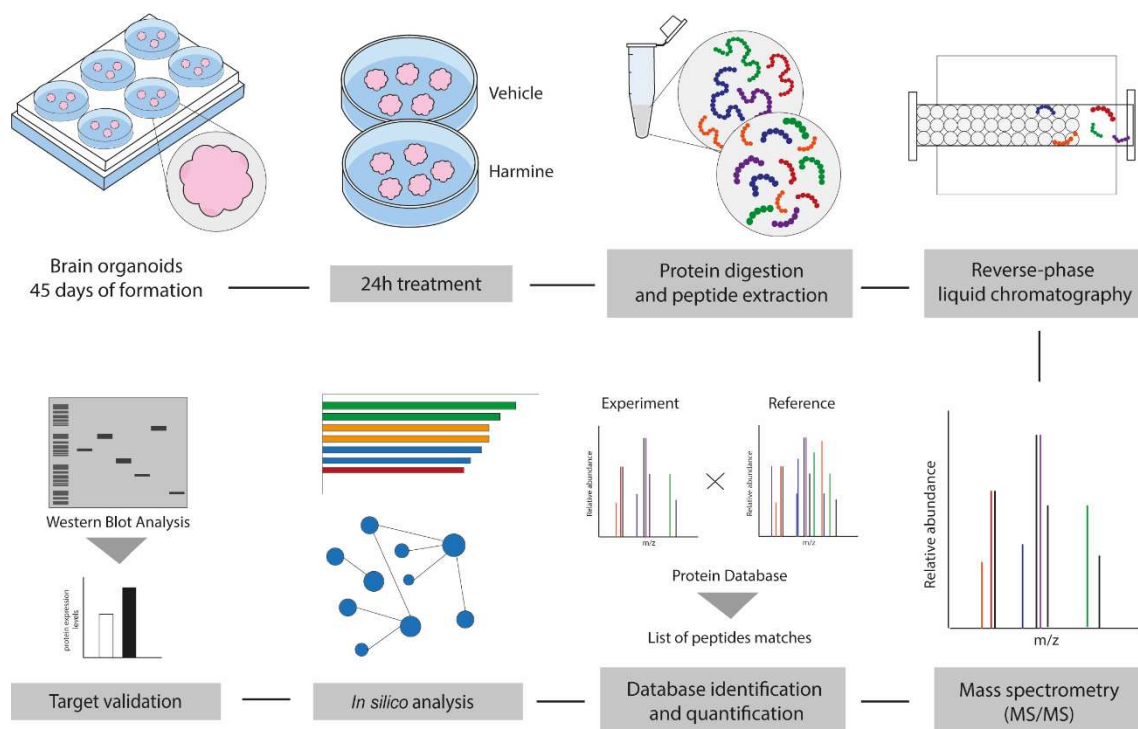 Vehicle
Harmine
Brain organoids
45 days of formation
24h treatment
Protein digestion
and peptide extraction
Reverse-phase
liquid chromatography
Western Blot Analysis
protein expression
levels
Target validation
In silico analysis
Experiment
Reference
Relative abundance
m/z
Relative abundance
m/z
Protein Database
List of peptides matches
Database identification
and quantification
Relative abundance
m/z
Mass spectrometry
(MS/MS)